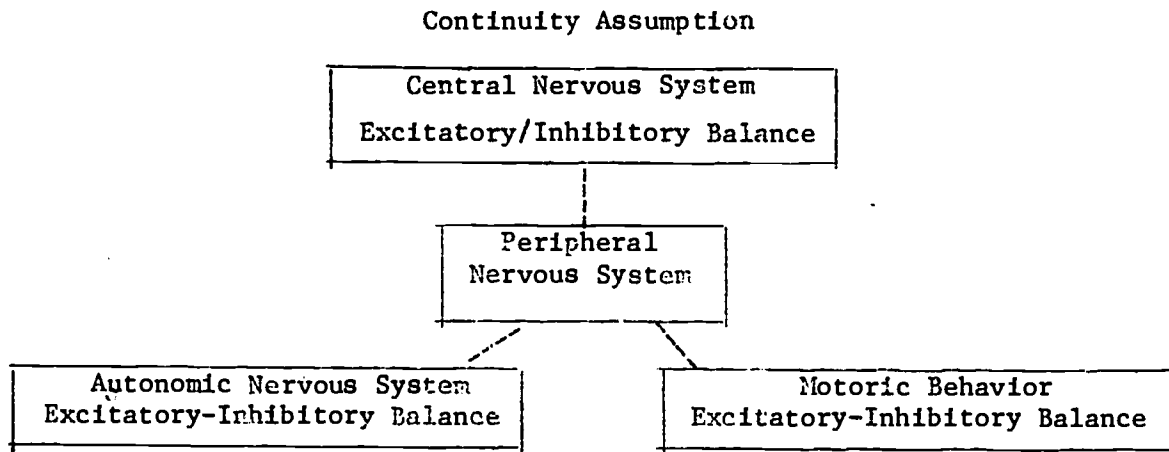 Continuity Assumption
Central Nervous System
Excitatory/Inhibitory Balance
Peripheral
Nervous System
Autonomic Nervous System
Excitatory-Inhibitory Balance
Motoric Behavior
Excitatory-Inhibitory Balance